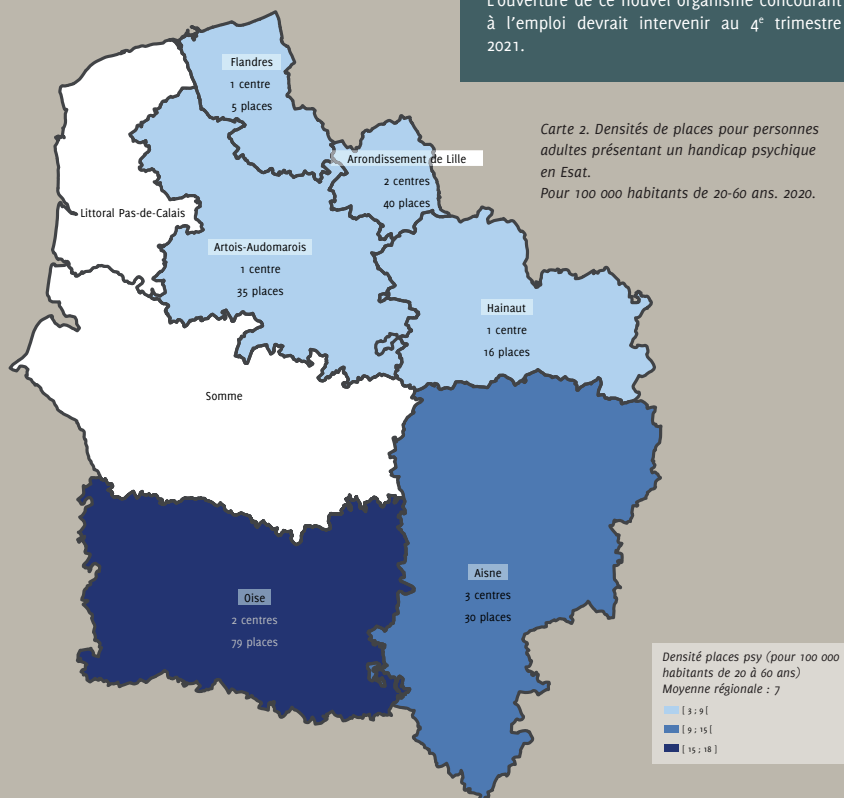 L'ouverture de ce nouvel organisme concourant
à l'emploi devrait intervenir au 4e trimestre
2021.
Carte 2. Densités de places pour personnes
adultes présentant un handicap psychique
en Esat.
Pour 100 000 habitants de 20-60 ans. 2020.
Flandres
1 centre
5 places
Arrondissement de Lille
2 centres
40 places
Littoral Pas-de-Calais
Artois-Audomarois
1 centre
35 places
Hainaut
1 centre
16 places
Somme
Oise
2 centres
79 places
Aisne
3 centres
30 places
Densité places psy (pour 100 000
habitants de 20 à 60 ans)
Moyenne régionale : 7
[ 3 ; 9 [
[ 9 ; 15 [
[ 15 ; 18 ]